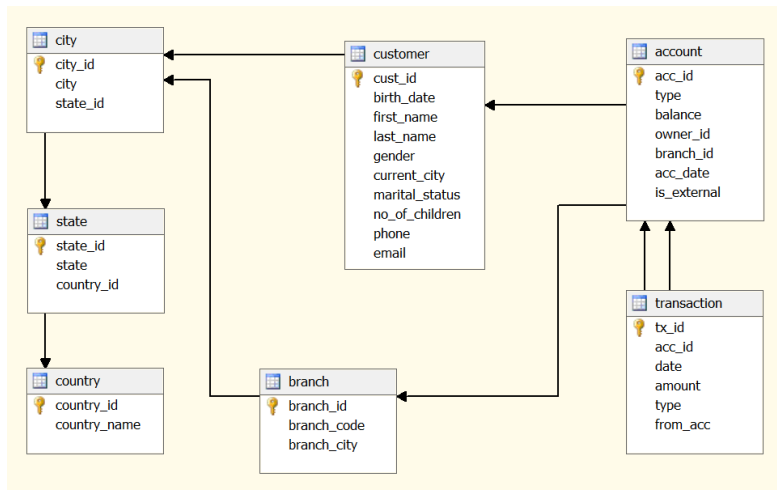 city
city_id
city
state_id
customer
cust_id
birth_date
first_name
last_name
gender
current_city
marital_status
no_of_children
phone
email
account
acc_id
type
balance
owner_id
branch_id
acc_date
is_external
state
state_id
state
country_id
country
country_id
country_name
branch
branch_id
branch_code
branch_city
transaction
tx_id
acc_id
date
amount
type
from_acc